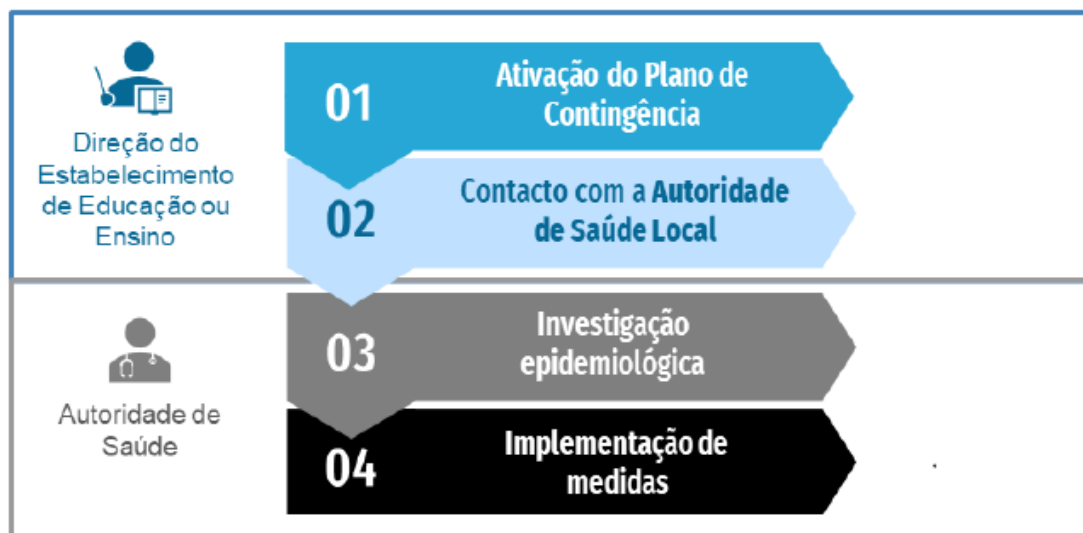 Direção do
Estabelecimento
de Educação ou
Ensino
01
Ativação do Plano de
Contingência
02
Contacto com a Autoridade
de Saúde Local
Autoridade de
Saúde
03
Investigação
epidemiológica
04
Implementação de
medidas